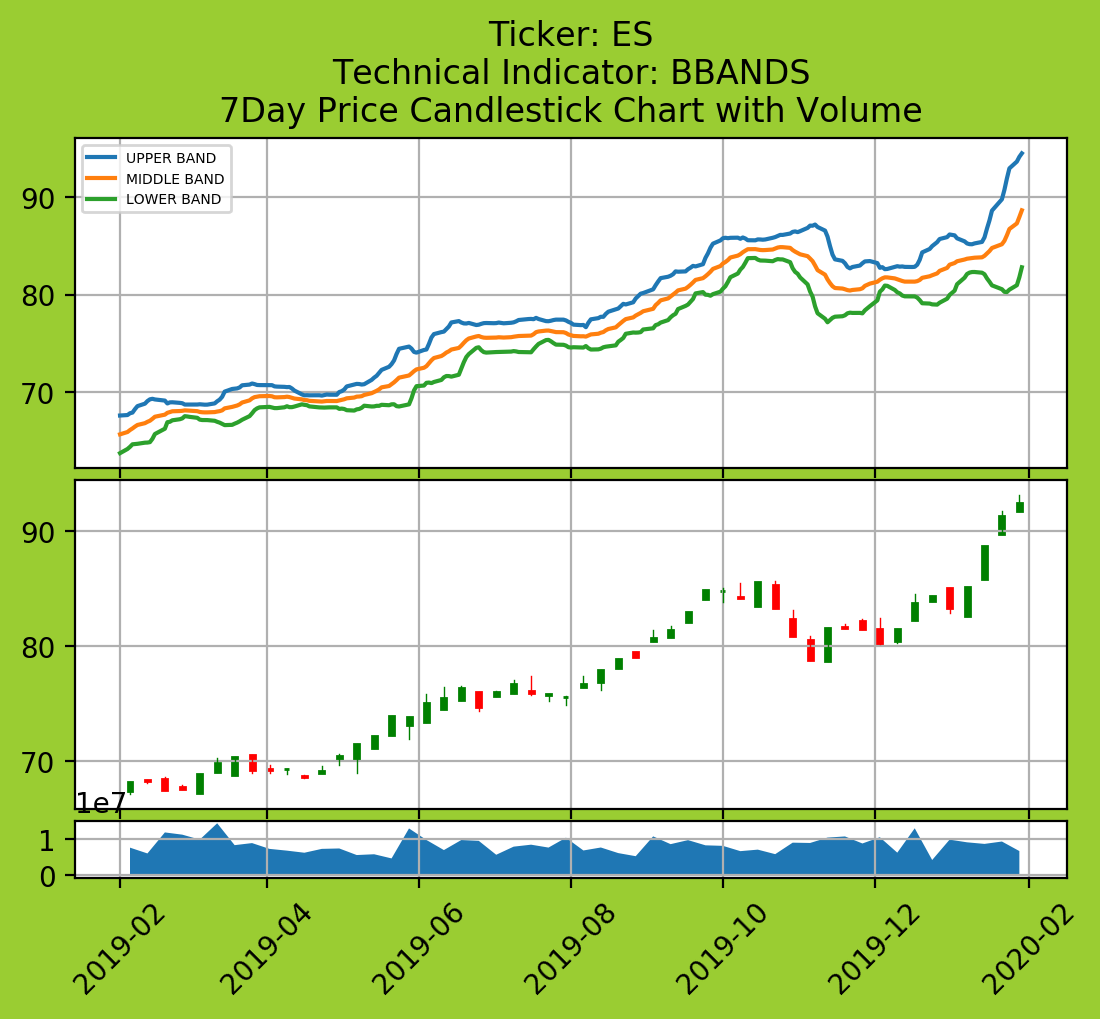 Ticker: ES
Technical Indicator: BBANDS
7Day Price Candlestick Chart with Volume
UPPER BAND
MIDDLE BAND
LOWER BAND
90
80
70
90
80
70
1e7
1
0
2019-02
2019-04
2019-06
2019-08
2019-10
2019-12
2020-02